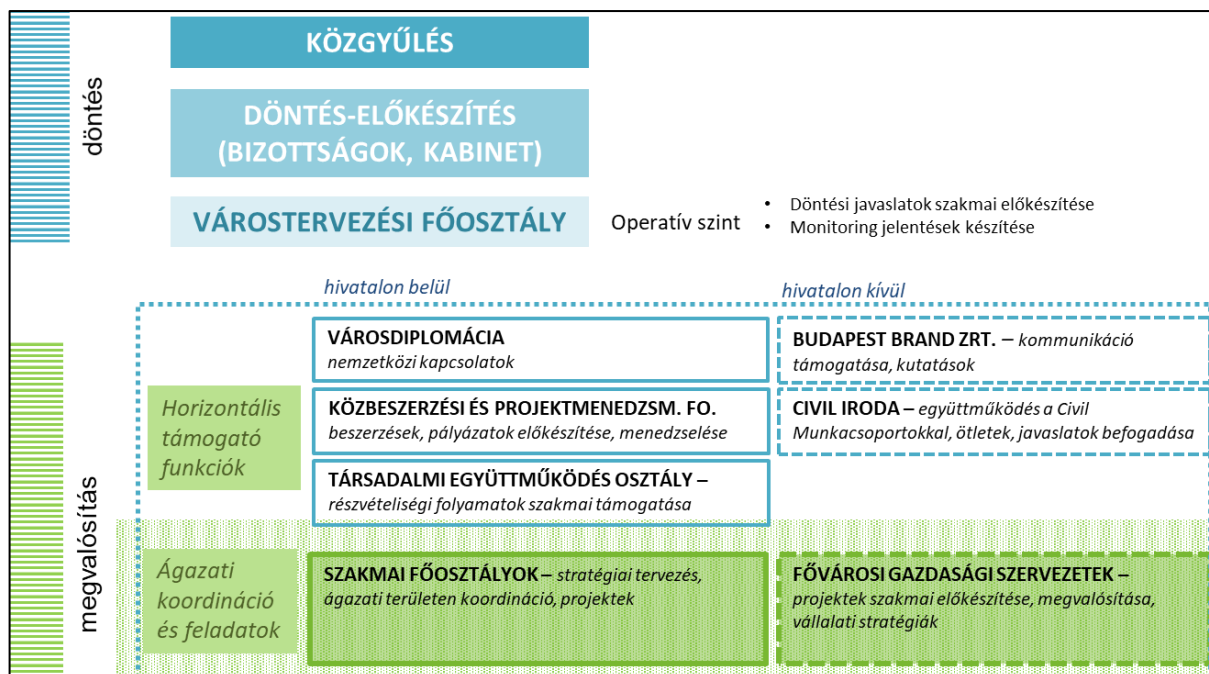 döntés
KÖZGYŰLÉS
DÖNTÉS-ELŐKÉSZÍTÉS
(BIZOTTSÁGOK, KABINET)
VÁROSTERVEZÉSI FŐOSZTÁLY
Operatív szint
• Döntési javaslatok szakmai előkészítése
• Monitoring jelentések készítése
hivatalon belül
hivatalon kívül
megvalósítás
Horizontális
támogató
funkciók
VÁROSDIPLOMÁCIA
nemzetközi kapcsolatok
BUDAPEST BRAND ZRT. – kommunikáció
támogatása, kutatások
KÖZBESZERZÉSI ÉS PROJEKTMENEDZSM. FO.
beszerzések, pályázatok előkészítése, menedzselése
CIVIL IRODA – együttműködés a Civil
Munkacsoportokkal, ötletek, javaslatok befogadása
TÁRSADALMI EGYÜTTMŰKÖDÉS OSZTÁLY –
részvételiségi folyamatok szakmai támogatása
Ágazati
koordináció
és feladatok
SZAKMAI FŐOSZTÁLYOK – stratégiai tervezés,
ágazati területen koordináció, projektek
FŐVÁROSI GAZDASÁGI SZERVEZETEK –
projektek szakmai előkészítése, megvalósítása,
vállalati stratégiák